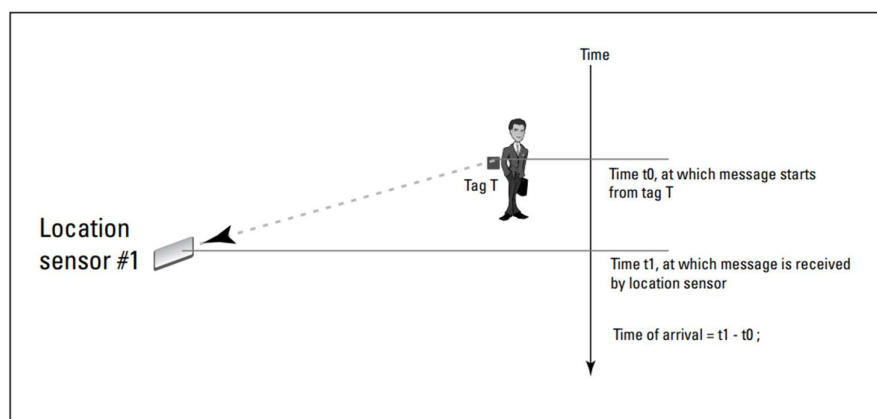 Time
Tag T
Time t0, at which message starts
from tag T
Location
sensor #1
Time t1, at which message is received
by location sensor
Time of arrival = t1 - t0 ;